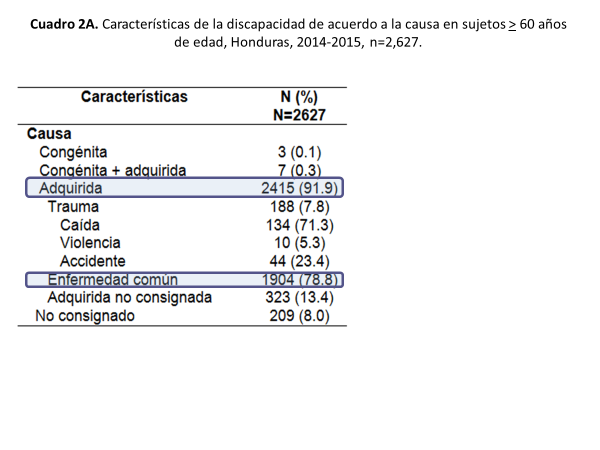 Cuadro 2A. Características de la discapacidad de acuerdo a la causa en sujetos > 60 años
de edad, Honduras, 2014-2015, n=2,627.
Características N (%)
N=2627
Causa
Congénita 3 (0.1)
Congénita + adquirida 7 (0.3)
Adquirida 2415 (91.9)
Trauma 188 (7.8)
Caída 134 (71.3)
Violencia 10 (5.3)
Accidente 44 (23.4)
Enfermedad común 1904 (78.8)
Adquirida no consignada 323 (13.4)
No consignado 209 (8.0)